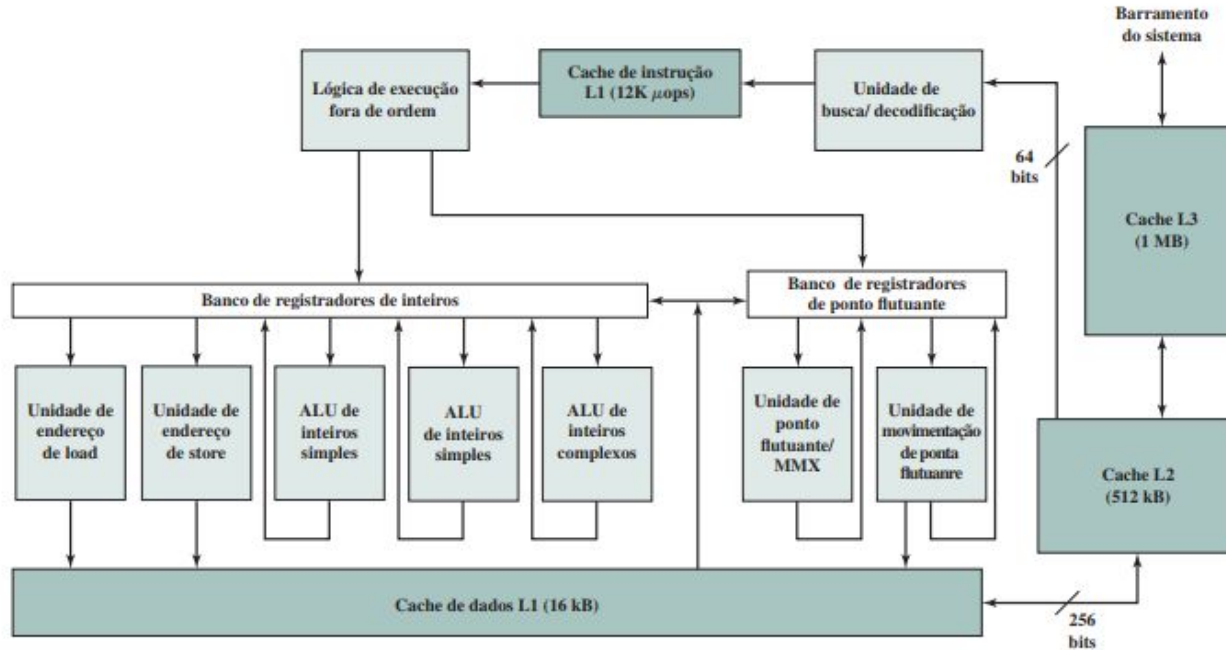 Barramento
do sistema
Lógica de execução
fora de ordem
Cache de instrução
L1 (12K µops)
Unidade de
busca/ decodificação
64
bits
Cache L3
(1 MB)
Banco de registradores de inteiros
Banco de registradores
de ponto flutuante
Unidade de
endereço
de load
Unidade de
endereço
de store
ALU de
inteiros
simples
ALU
de inteiros
simples
ALU de
inteiros
complexos
Unidade de
ponto
flutuante/
MMX
Unidade de
movimentação
de ponta
flutuanre
Cache L2
(512 kB)
Cache de dados L1 (16 kB)
256
bits